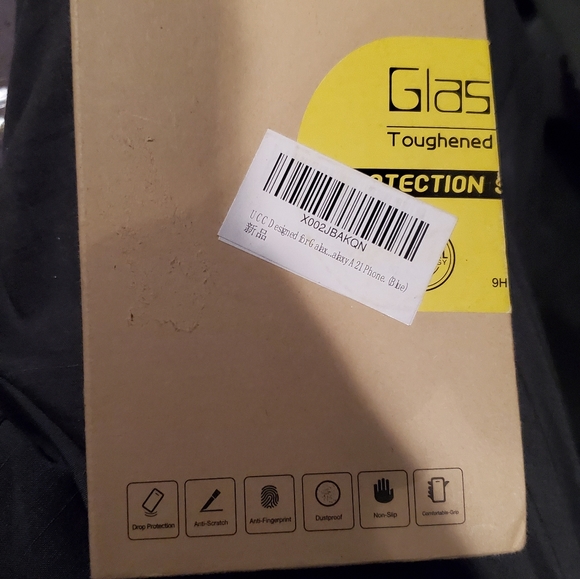 Glas
Toughened
OTECTION S
X002JBAKQN
UCC Designed for Galax...alaxy A21 Phone. (Blue)
新品
9H
Drop Protection
Anti-Scratch
Anti-Fingerprint
Dustproof
Non-Slip
Comfortable Grip